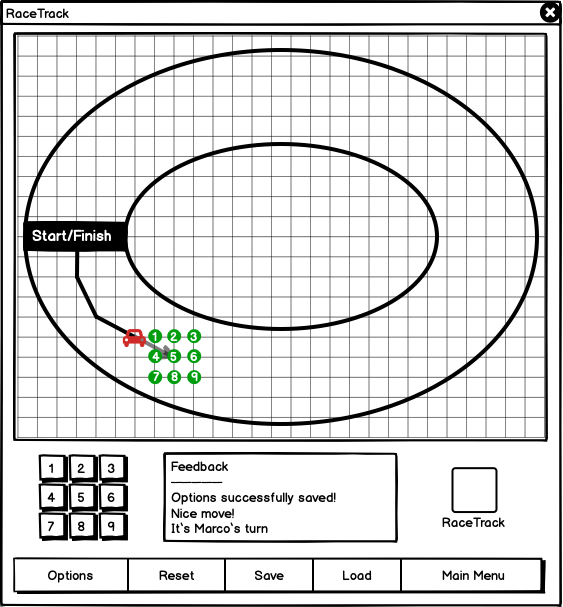 RaceTrack
Start/Finish
1 2 3
4 5 6
7 8 9
1 2 3
4 5 6
7 8 9
Feedback
Options successfully saved!
Nice move!
It's Marco's turn
RaceTrack
Options Reset Save Load Main Menu